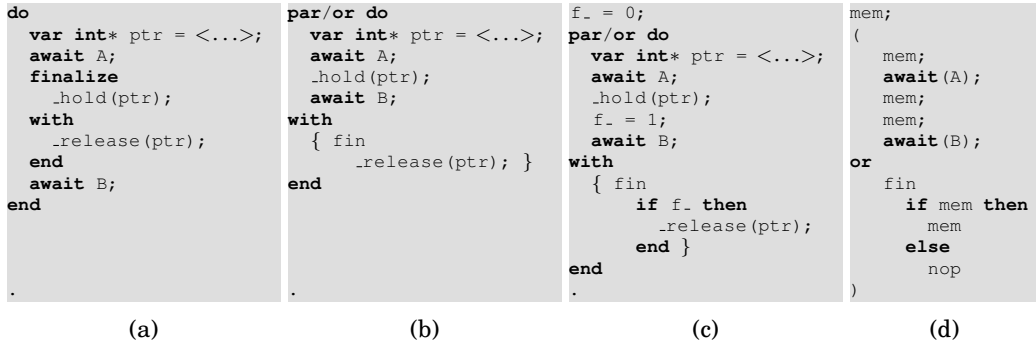 do
var int* ptr = <...>;
await A;
finalize
_hold(ptr);
with
_release(ptr);
end
await B;
end
.
(a)
par/or do
var int* ptr = <...>;
await A;
_hold(ptr);
await B;
with
{ fin
_release(ptr); }
end
.
(b)
f_ = 0;
par/or do
var int* ptr = <...>;
await A;
_hold(ptr);
f_ = 1;
await B;
with
{ fin
if f_ then
_release(ptr);
end }
end
.
(c)
mem;
(
mem;
await(A);
mem;
mem;
await(B);
or
fin
if mem then
mem
else
nop
)
(d)